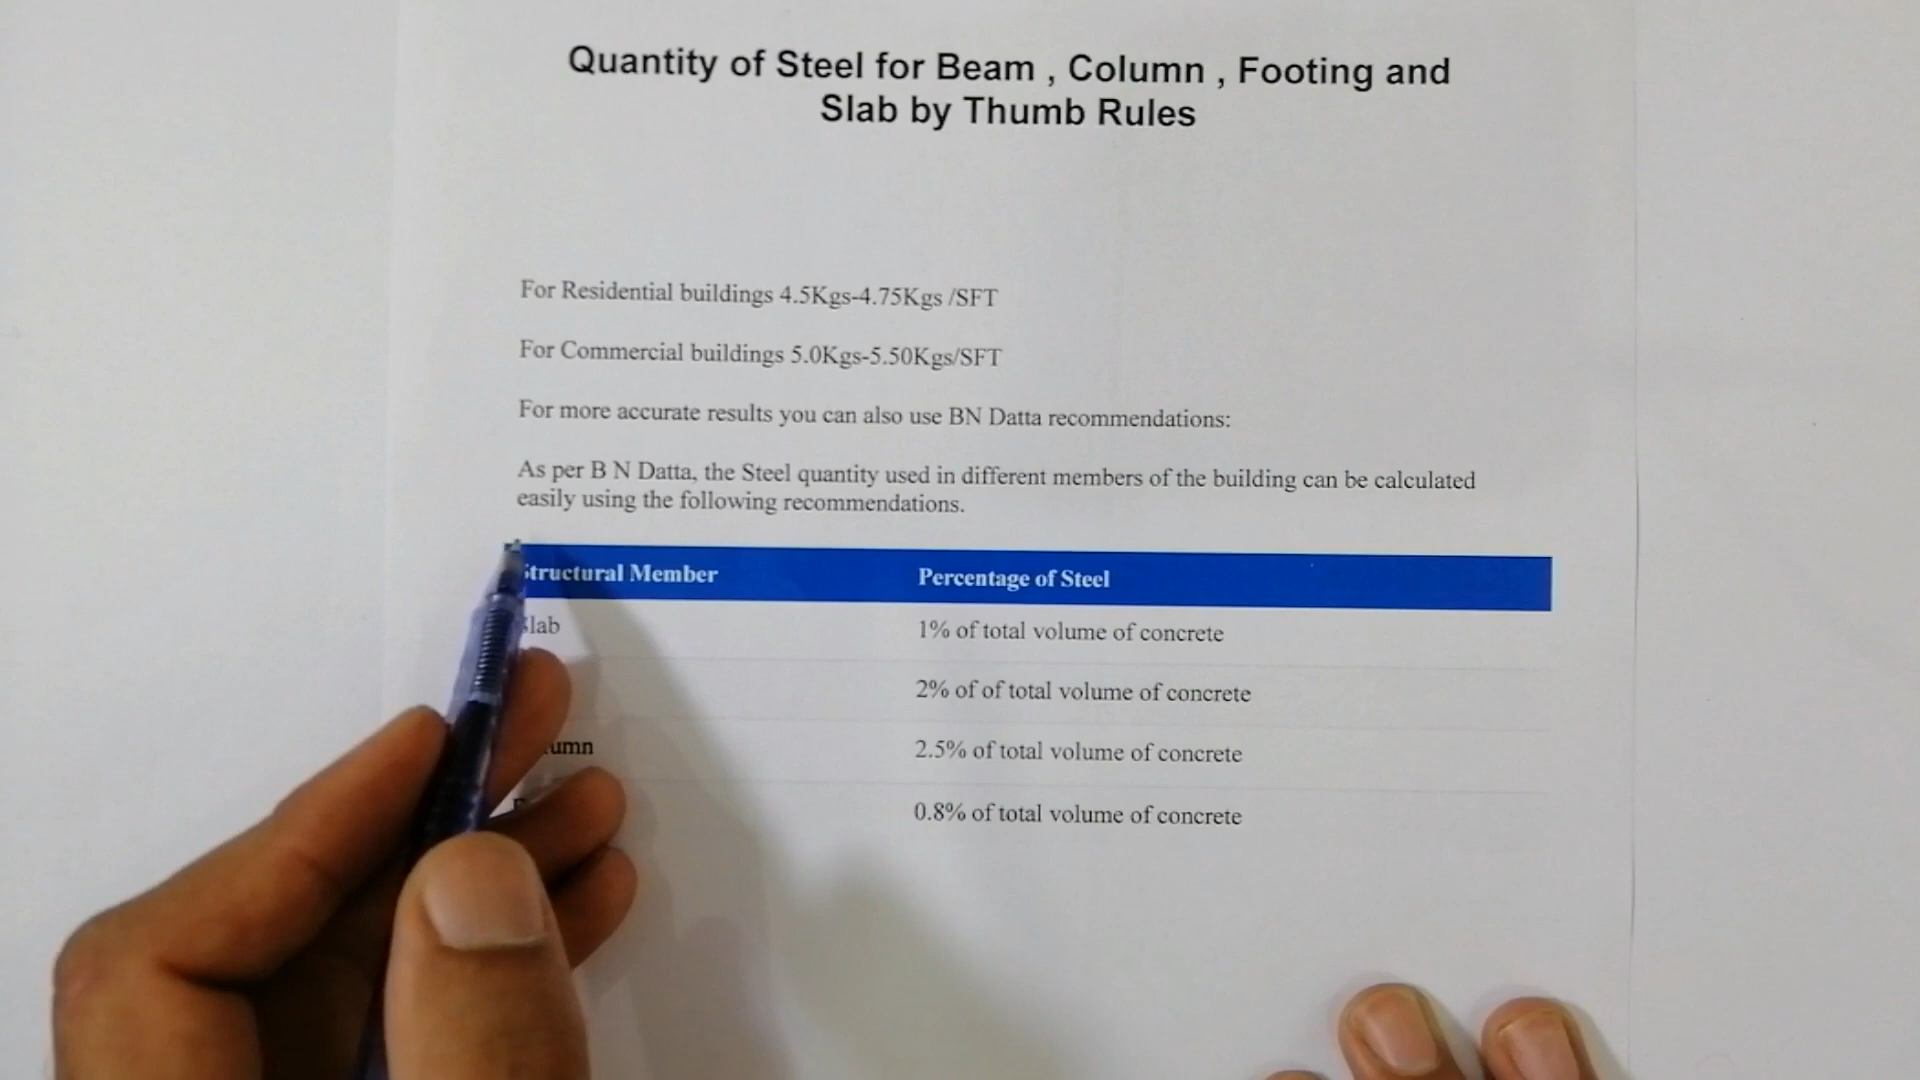 Quantity of Steel for Beam , Column , Footing and
Slab by Thumb Rules
For Residential buildings 4.5Kgs-4.75Kgs /SFT
For Commercial buildings 5.0Kgs-5.50Kgs/SFT
For more accurate results you can also use BN Datta recommendations:
As per B N Datta, the Steel quantity used in different members of the building can be calculated
easily using the following recommendations.
Structural Member Percentage of Steel
Slab 1% of total volume of concrete
2% of of total volume of concrete
umn 2.5% of total volume of concrete
0.8% of total volume of concrete